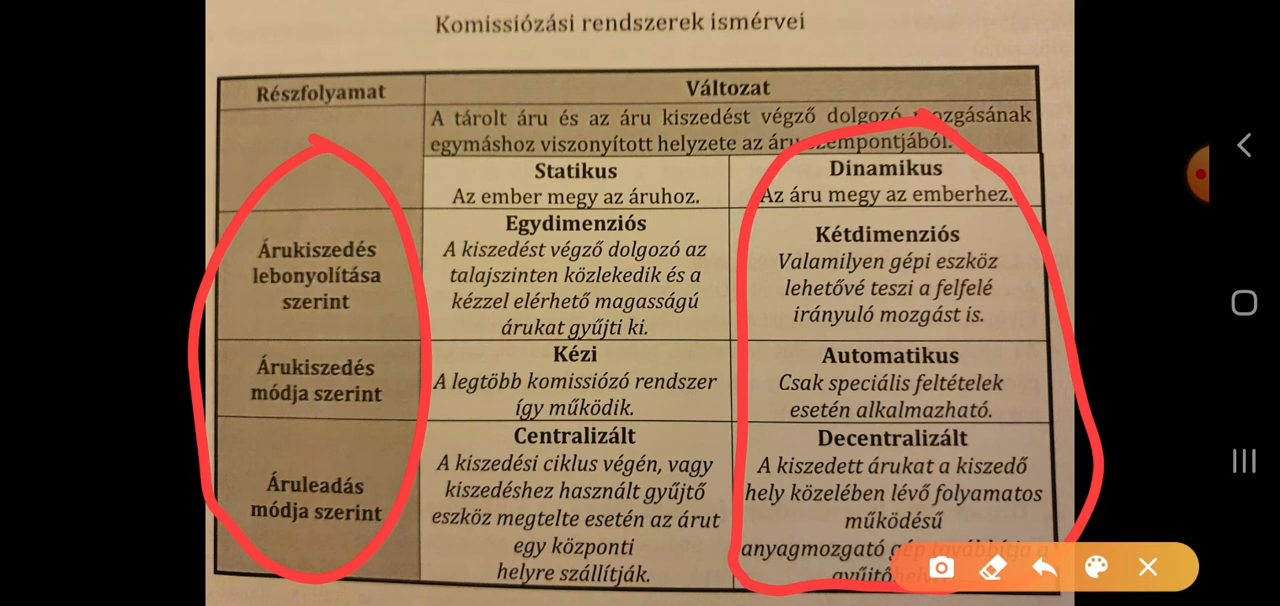 Komissiózási rendszerek ismérvei
Részfolyamat
Változat
A tárolt áru és az áru kiszedést végző dolgozó mozgásának
egymáshoz viszonyított helyzete az áru szempontjából.
Statikus
Az ember megy az áruhoz.
Dinamikus
Az áru megy az emberhez.
Árukiszedés
lebonyolítása
szerint
Egydimenziós
A kiszedést végző dolgozó az
talajszinten közlekedik és a
kézzel elérhető magasságú
árukat gyűjti ki.
Kétdimenziós
Valamilyen gépi eszköz
lehetővé teszi a felfelé
irányuló mozgást is.
Árukiszedés
módja szerint
Kézi
A legtöbb komissiózó rendszer
így működik.
Automatikus
Csak speciális feltételek
esetén alkalmazható.
Áruleadás
módja szerint
Centralizált
A kiszedési ciklus végén, vagy
kiszedéshez használt gyűjtő
eszköz megtelte esetén az árut
egy központi
helyre szállítják.
Decentralizált
A kiszedett árukat a kiszedő
hely közelében lévő folyamatos
működésű
anyagmozgató gép továbbítja a